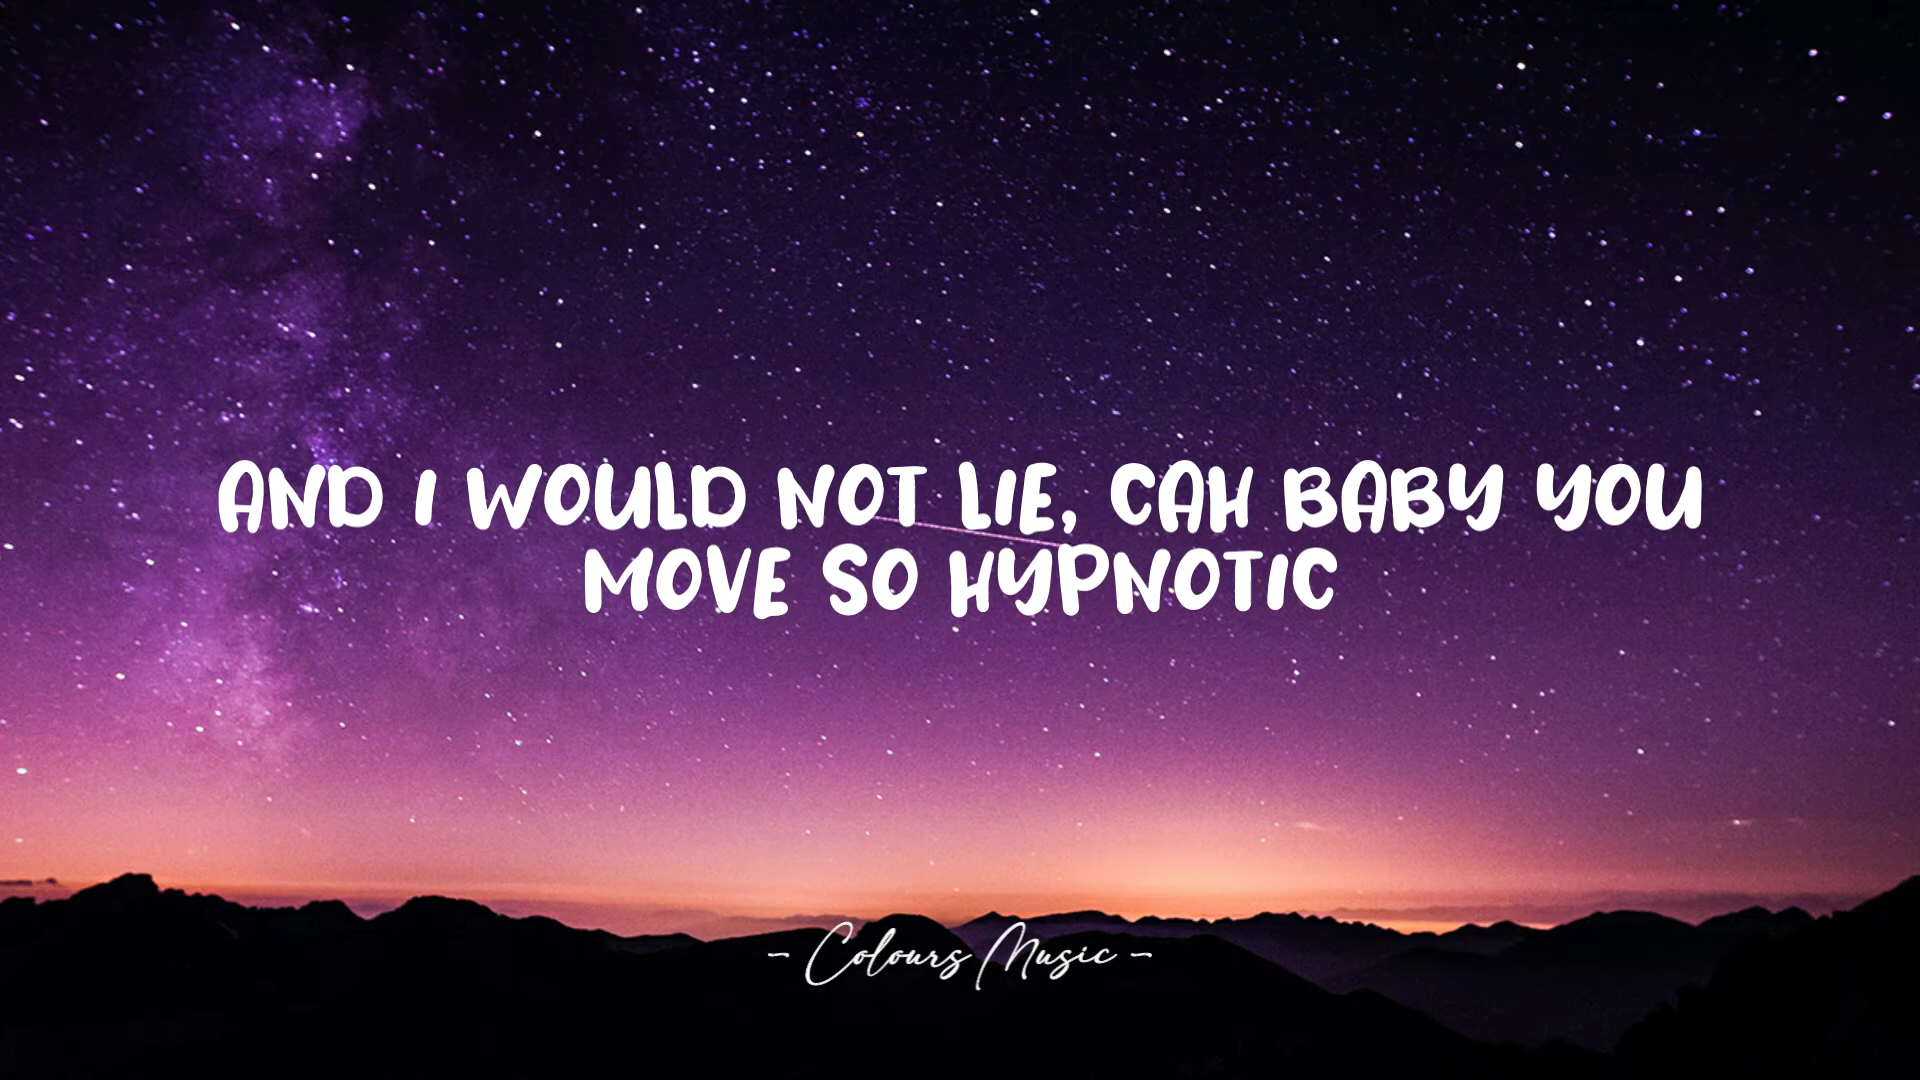 AND I WOULD NOT LIE, CAH BABY YOU
MOVE SO HYPNOTIC
- Colours Music -